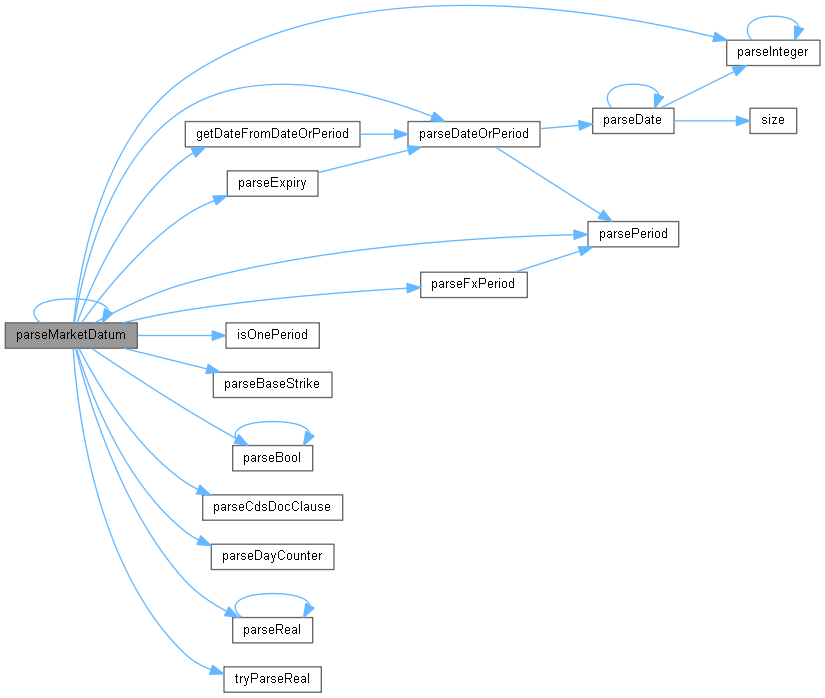 parseInteger
parseDate
size
getDateFromDateOrPeriod
parseDateOrPeriod
parseExpiry
parsePeriod
parseFxPeriod
parseMarketDatum
isOnePeriod
parseBaseStrike
parseBool
parseCdsDocClause
parseDayCounter
parseReal
tryParseReal